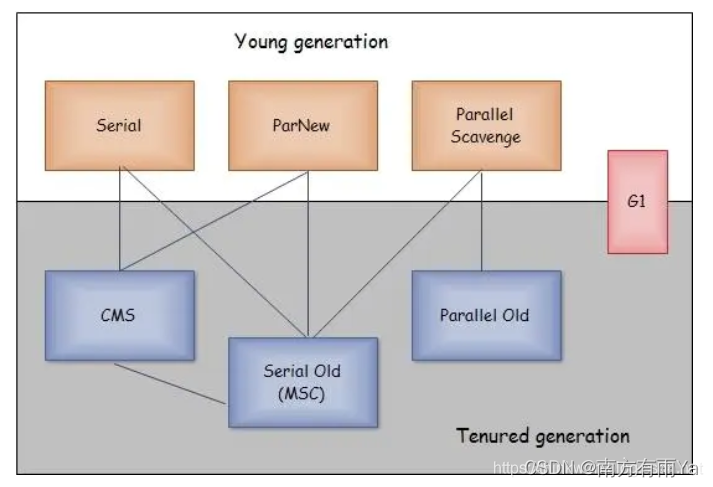 Young generation
Serial
ParNew
Parallel
Scavenge
G1
CMS
Serial Old
(MSC)
Parallel Old
Tenured generation
CSDN @南方有雨Ya